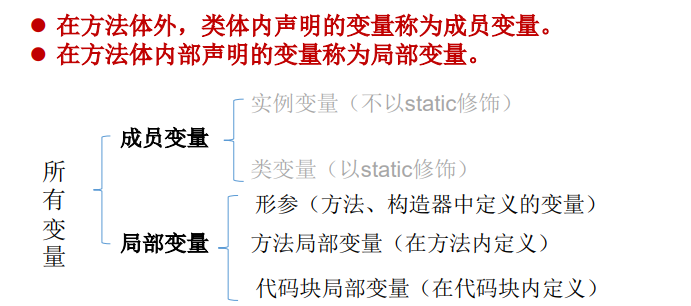 在方法体外，类体内声明的变量称为成员变量。
在方法体内部声明的变量称为局部变量。
所有变量
成员变量
实例变量（不以static修饰）
类变量（以static修饰）
局部变量
形参（方法、构造器中定义的变量）
方法局部变量（在方法内定义）
代码块局部变量（在代码块内定义）